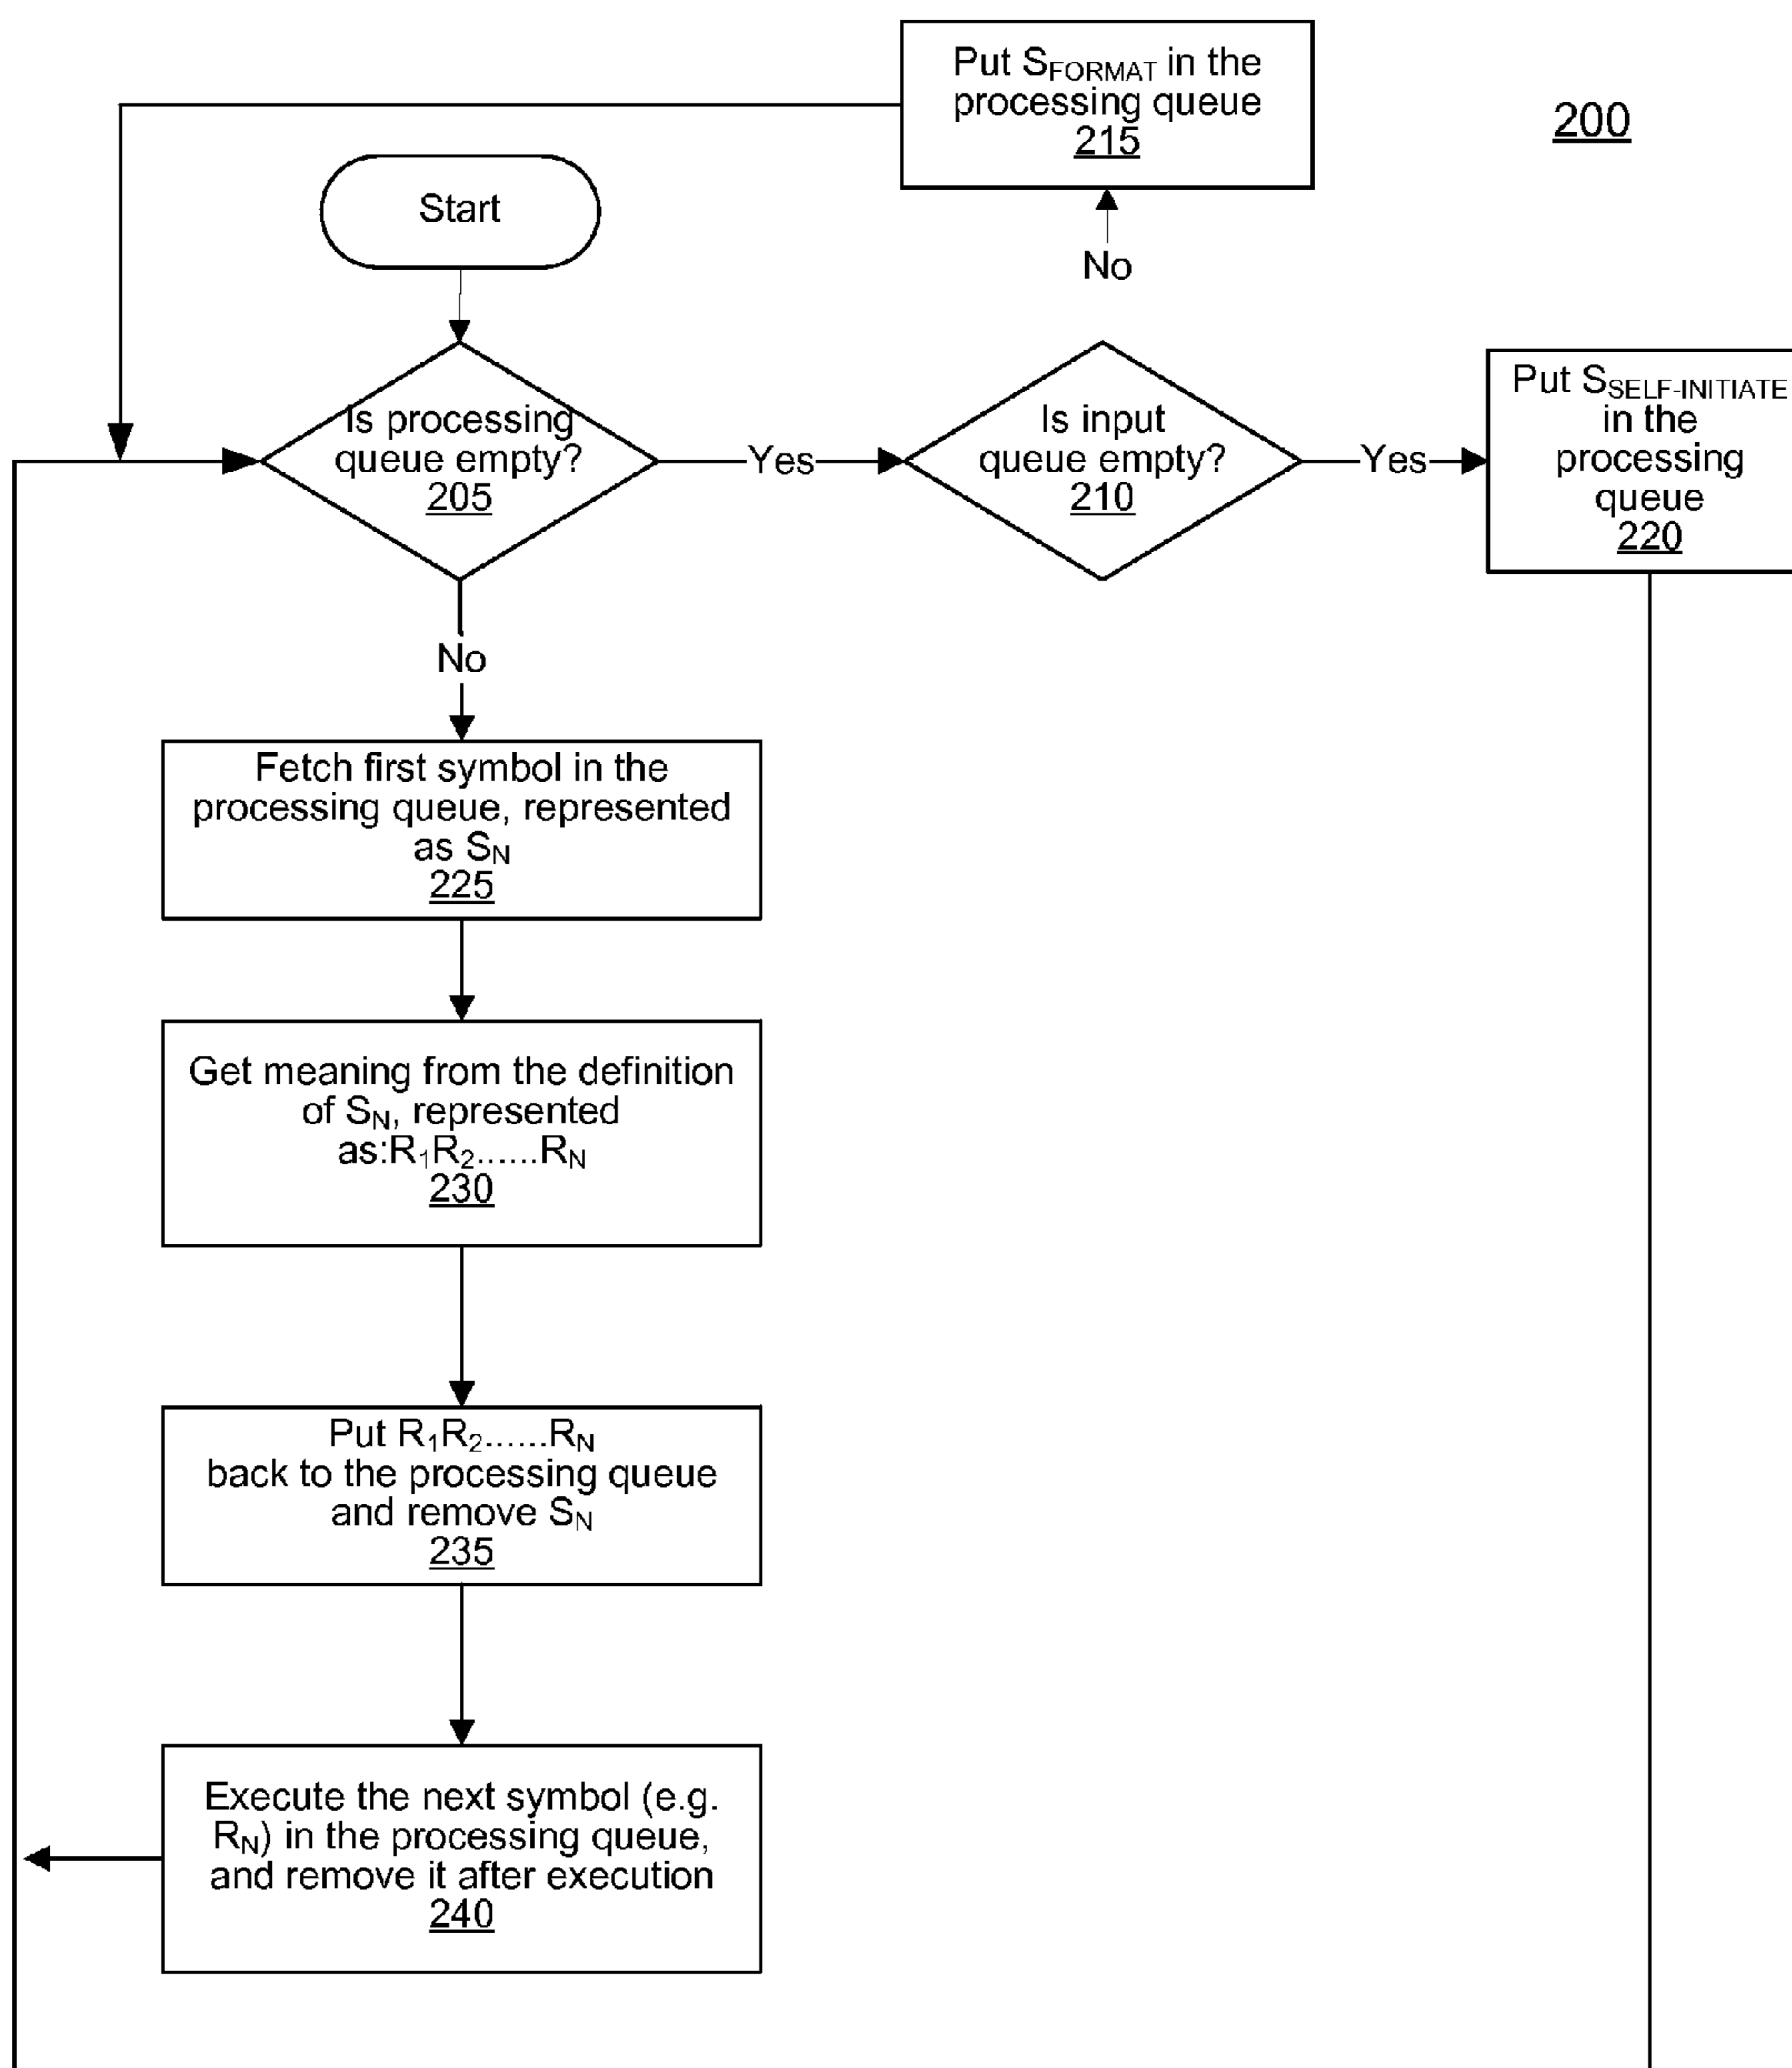 Put SFORMAT in the
processing queue
215
200
Start
No
Is processing
queue empty?
205
Yes
Is input
queue empty?
210
Yes
Put SSELF-INITIATE
in the
processing
queue
220
No
Fetch first symbol in the
processing queue, represented
as SN
225
Get meaning from the definition
of SN, represented
as:R1R2......RN
230
Put R1R2......RN
back to the processing queue
and remove SN
235
Execute the next symbol (e.g.
RN) in the processing queue,
and remove it after execution
240